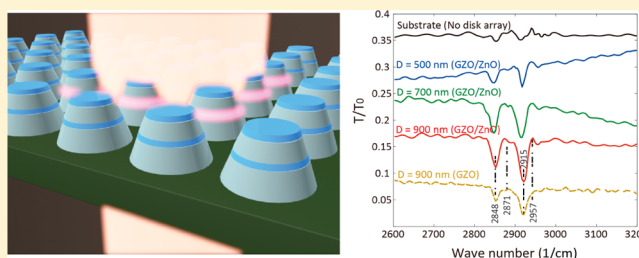 Substrate (No disk array)
D = 500 nm (GZO/ZnO)
D = 700 nm (GZO/ZnO)
D = 900 nm (GZO/ZnO)
D = 900 nm (GZO)
2848
2871
2915
2957
T/T0
0.4
0.35
0.3
0.25
0.2
0.15
0.1
0.05
0
2600 2700 2800 2900 3000 3100 3200
Wave number (1/cm)